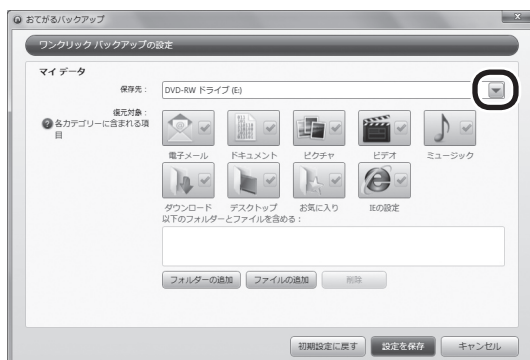 おてがるバックアップ
ワンクリック バックアップの設定
マイ データ
保存先：
DVD-RW ドライブ (E:)
復元対象：
各カテゴリーに含まれる項
目
電子メール
ドキュメント
ピクチャ
ビデオ
ミュージック
ダウンロード
デスクトップ
お気に入り
IEの設定
以下のフォルダーとファイルを含める：
フォルダーの追加
ファイルの追加
削除
初期設定に戻す
設定を保存
キャンセル